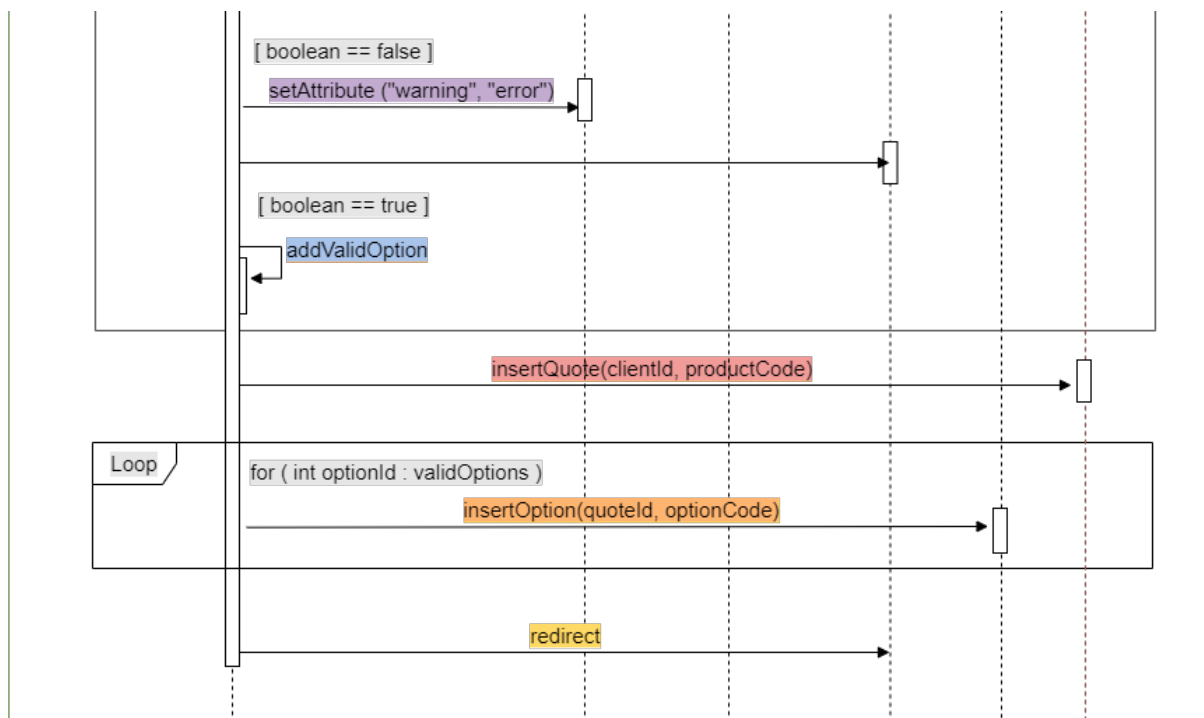 [ boolean == false ]
setAttribute ("warning", "error")
[ boolean == true ]
addValidOption
insertQuote(clientId, productCode)
Loop
for ( int optionId : validOptions )
insertOption(quoteId, optionCode)
redirect